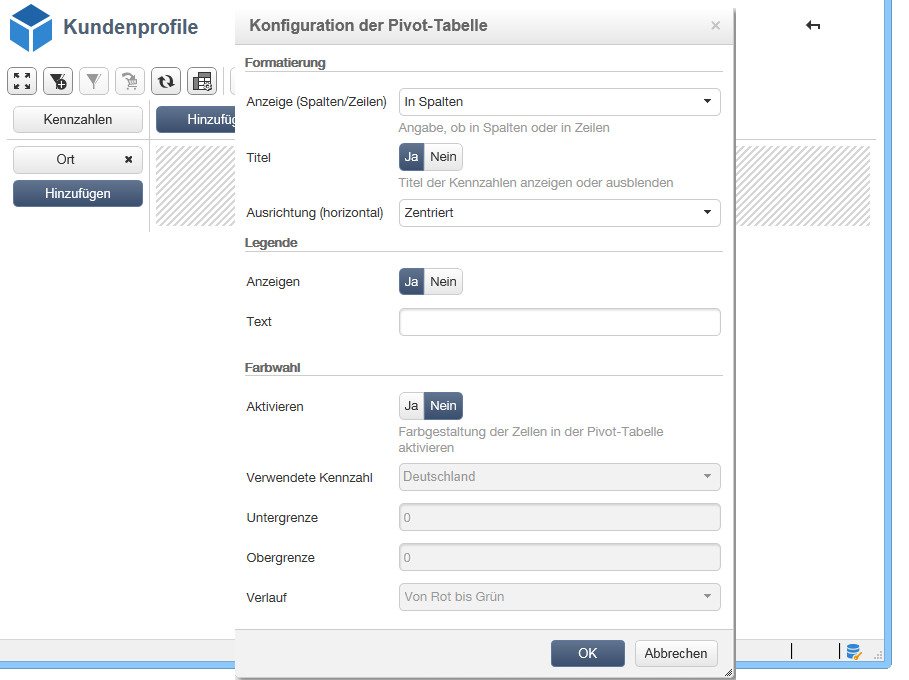 Kundenprofile
Konfiguration der Pivot-Tabelle
Formatierung
Kennzahlen
Hinzufüg
Ort
Hinzufügen
Anzeige (Spalten/Zeilen) In Spalten
Angabe, ob in Spalten oder in Zeilen
Titel Ja Nein
Titel der Kennzahlen anzeigen oder ausblenden
Ausrichtung (horizontal) Zentriert
Legende
Anzeigen Ja Nein
Text
Farbwahl
Aktivieren Ja Nein
Farbgestaltung der Zellen in der Pivot-Tabelle
aktivieren
Verwendete Kennzahl Deutschland
Untergrenze 0
Obergrenze 0
Verlauf Von Rot bis Grün
OK Abbrechen